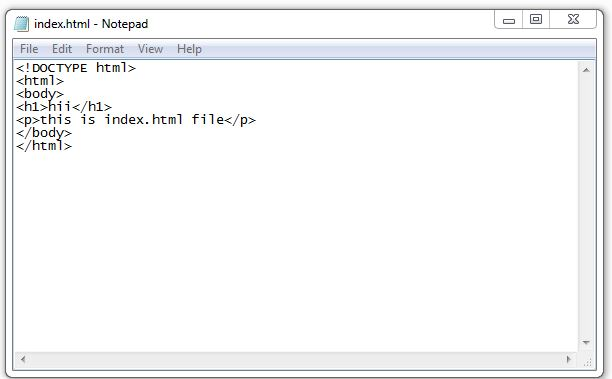 index.html - Notepad
File Edit Format View Help
<!DOCTYPE html>
<html>
<body>
<h1>hii</h1>
<p>this is index.html file</p>
</body>
</html>